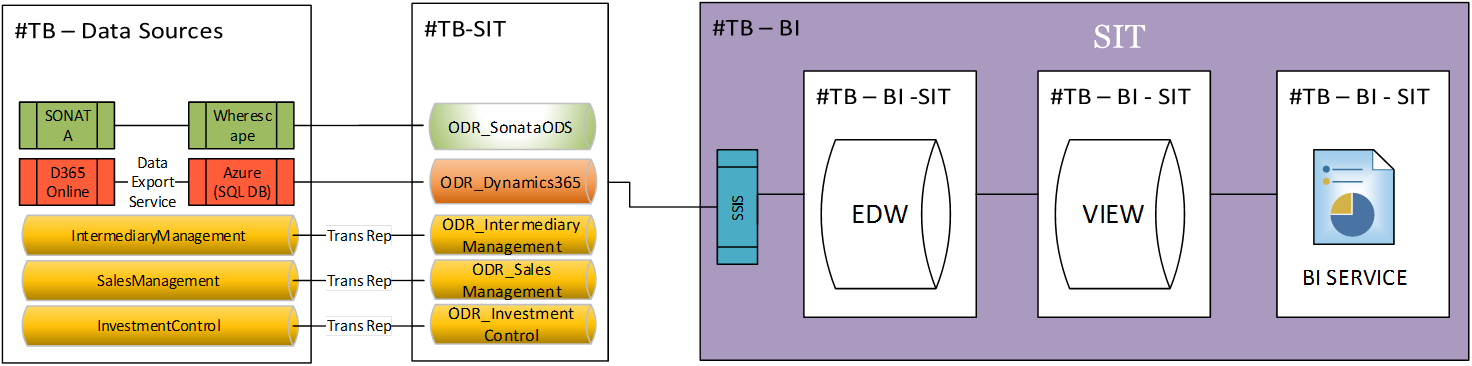 #TB – Data Sources
#TB-SIT
#TB – BI
SIT
SONAT
A
Wheresc
ape
ODR_SonataODS
D365
Online
Data
Export
Service
Azure
(SQL DB)
ODR_Dynamics365
IntermediaryManagement
Trans Rep
ODR_Intermediary
Management
SalesManagement
Trans Rep
ODR_Sales
Management
InvestmentControl
Trans Rep
ODR_Investment
Control
SSIS
#TB – BI -SIT
EDW
#TB – BI - SIT
VIEW
#TB – BI - SIT
BI SERVICE